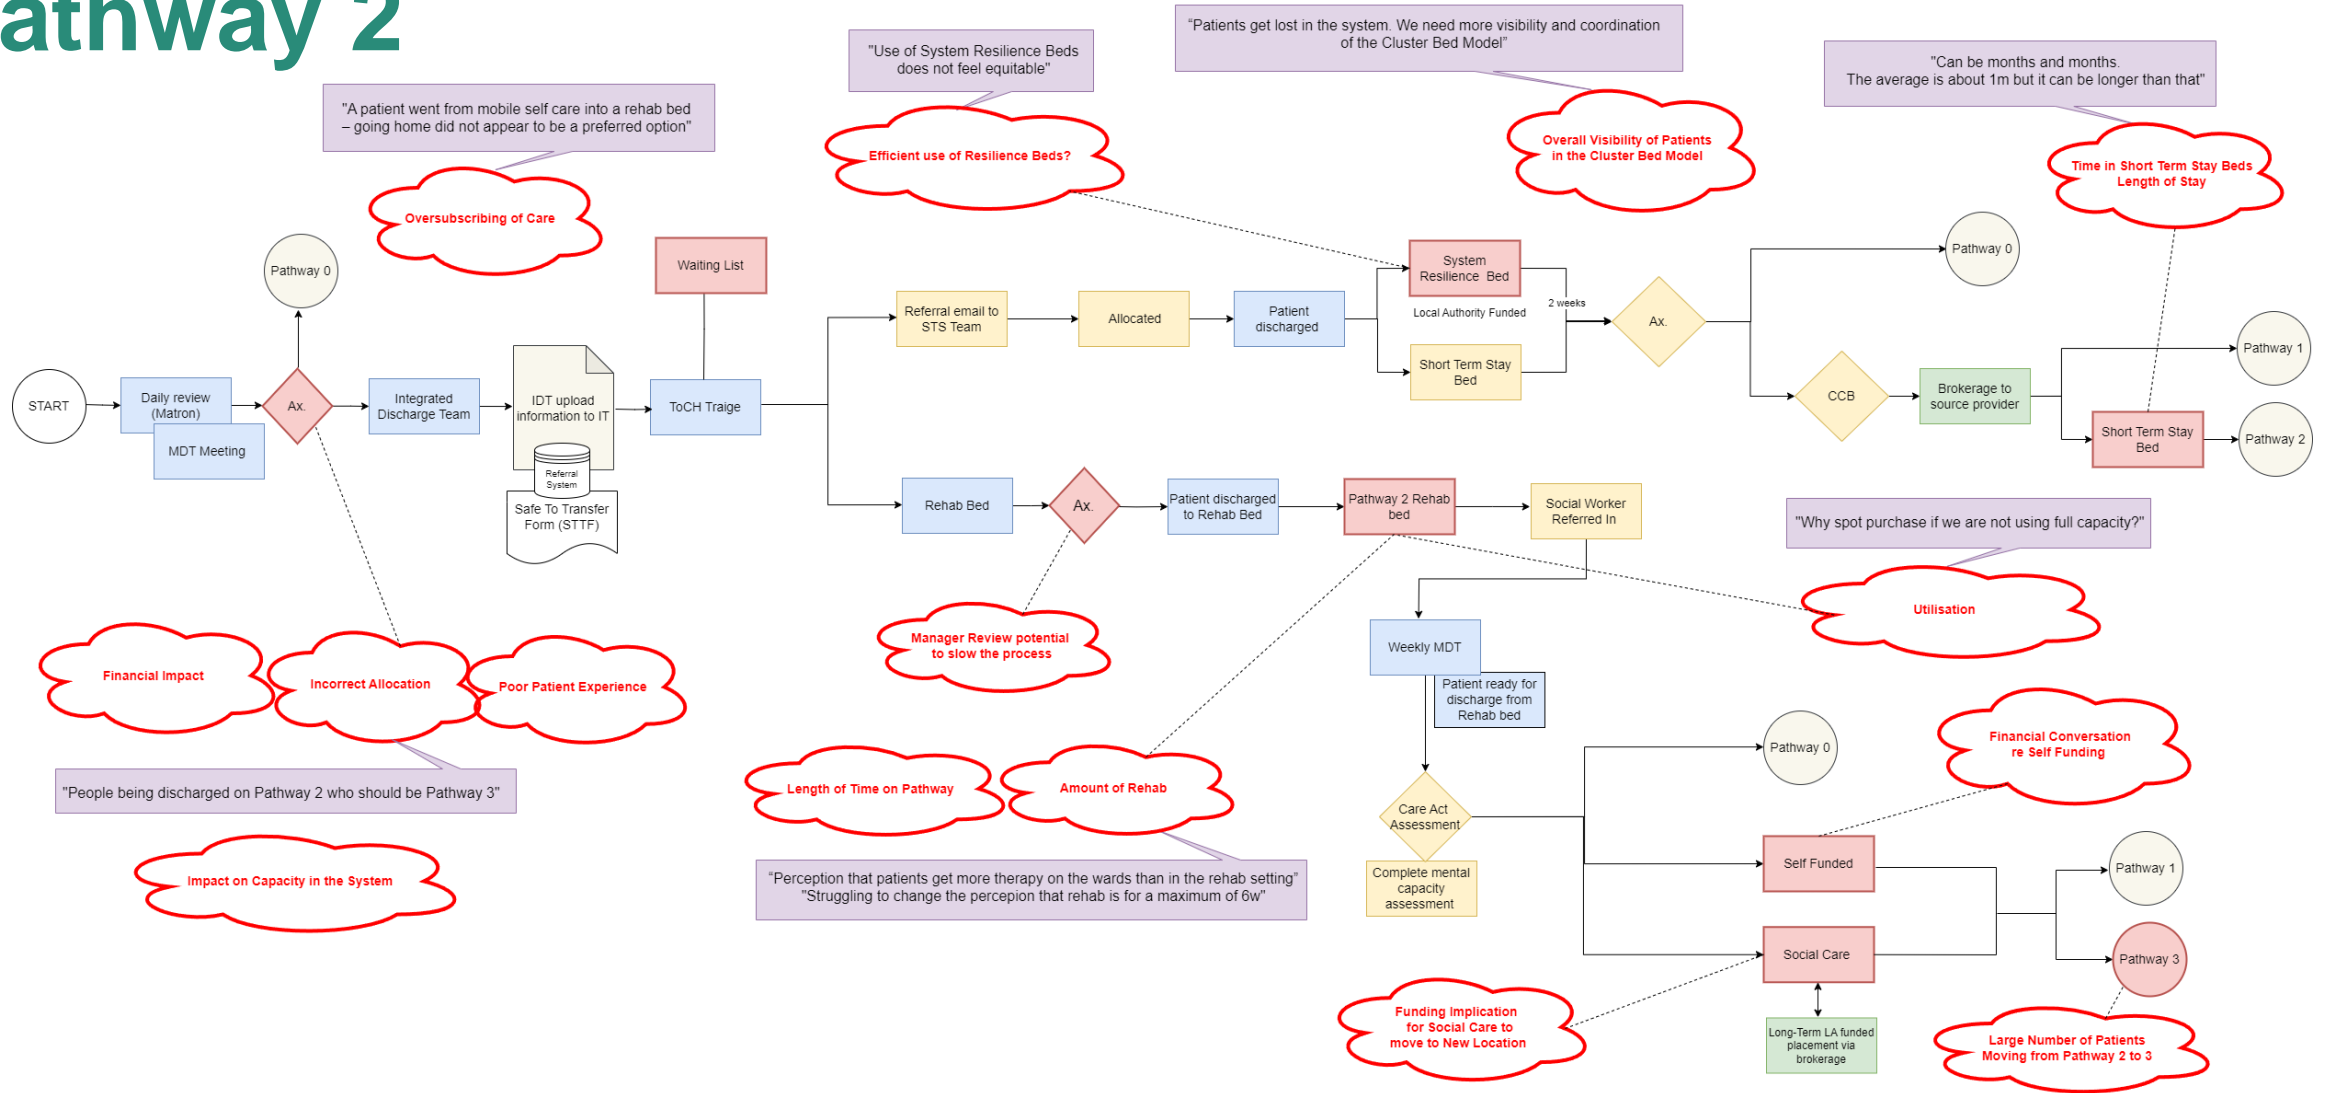 athway 2
"Patients get lost in the system. We need more visibility and coordination
of the Cluster Bed Model"
"Use of System Resilience Beds
does not feel equitable"
"Can be months and months.
The average is about 1m but it can be longer than that"
"A patient went from mobile self care into a rehab bed
– going home did not appear to be a preferred option"
Efficient use of Resilience Beds?
Overall Visibility of Patients
in the Cluster Bed Model
Time in Short Term Stay Beds
Length of Stay
Oversubscribing of Care
Pathway 0
Waiting List
System
Resilience Bed
Pathway 0
2 weeks
Local Authority Funded
Referral email to
STS Team
Allocated
Patient
discharged
Ax.
Short Term Stay
Bed
Pathway 1
START
Daily review
(Matron)
MDT Meeting
Ax.
Integrated
Discharge Team
IDT upload
information to IT
Referral
System
Safe To Transfer
Form (STTF)
ToCH Traige
CCB
Brokerage to
source provider
Short Term Stay
Bed
Pathway 2
Rehab Bed
Ax.
Patient discharged
to Rehab Bed
Pathway 2 Rehab
bed
Social Worker
Referred In
"Why spot purchase if we are not using full capacity?"
Utilisation
Manager Review potential
to slow the process
Weekly MDT
Patient ready for
discharge from
Rehab bed
Financial Impact
Incorrect Allocation
Poor Patient Experience
"People being discharged on Pathway 2 who should be Pathway 3"
Impact on Capacity in the System
Length of Time on Pathway
Amount of Rehab
"Perception that patients get more therapy on the wards than in the rehab setting"
"Struggling to change the percepion that rehab is for a maximum of 6w"
Care Act
Assessment
Complete mental
capacity
assessment
Pathway 0
Financial Conversation
re Self Funding
Self Funded
Social Care
Pathway 1
Pathway 3
Funding Implication
for Social Care to
move to New Location
Long-Term LA funded
placement via
brokerage
Large Number of Patients
Moving from Pathway 2 to 3